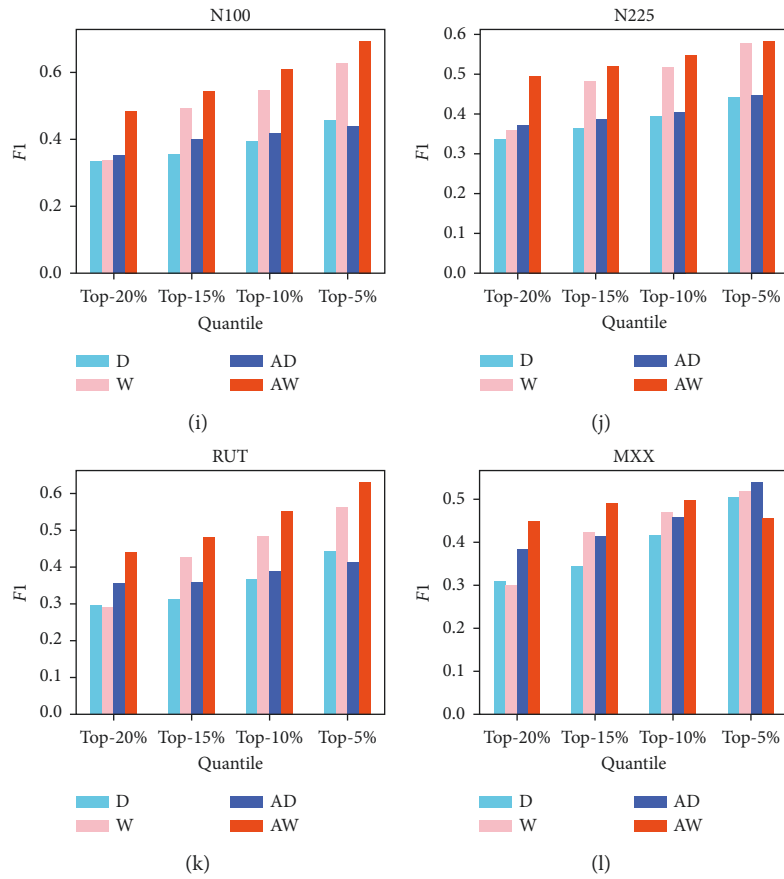 N100
F1
0.6
0.4
0.2
0.0
Top-20% Top-15% Top-10% Top-5%
Quantile
D AD
W AW
(i)
N225
F1
0.6
0.5
0.4
0.3
0.2
0.1
0.0
Top-20% Top-15% Top-10% Top-5%
Quantile
D AD
W AW
(j)
RUT
F1
0.6
0.5
0.4
0.3
0.2
0.1
0.0
Top-20% Top-15% Top-10% Top-5%
Quantile
D AD
W AW
(k)
MXX
F1
0.5
0.4
0.3
0.2
0.1
0.0
Top-20% Top-15% Top-10% Top-5%
Quantile
D AD
W AW
(l)